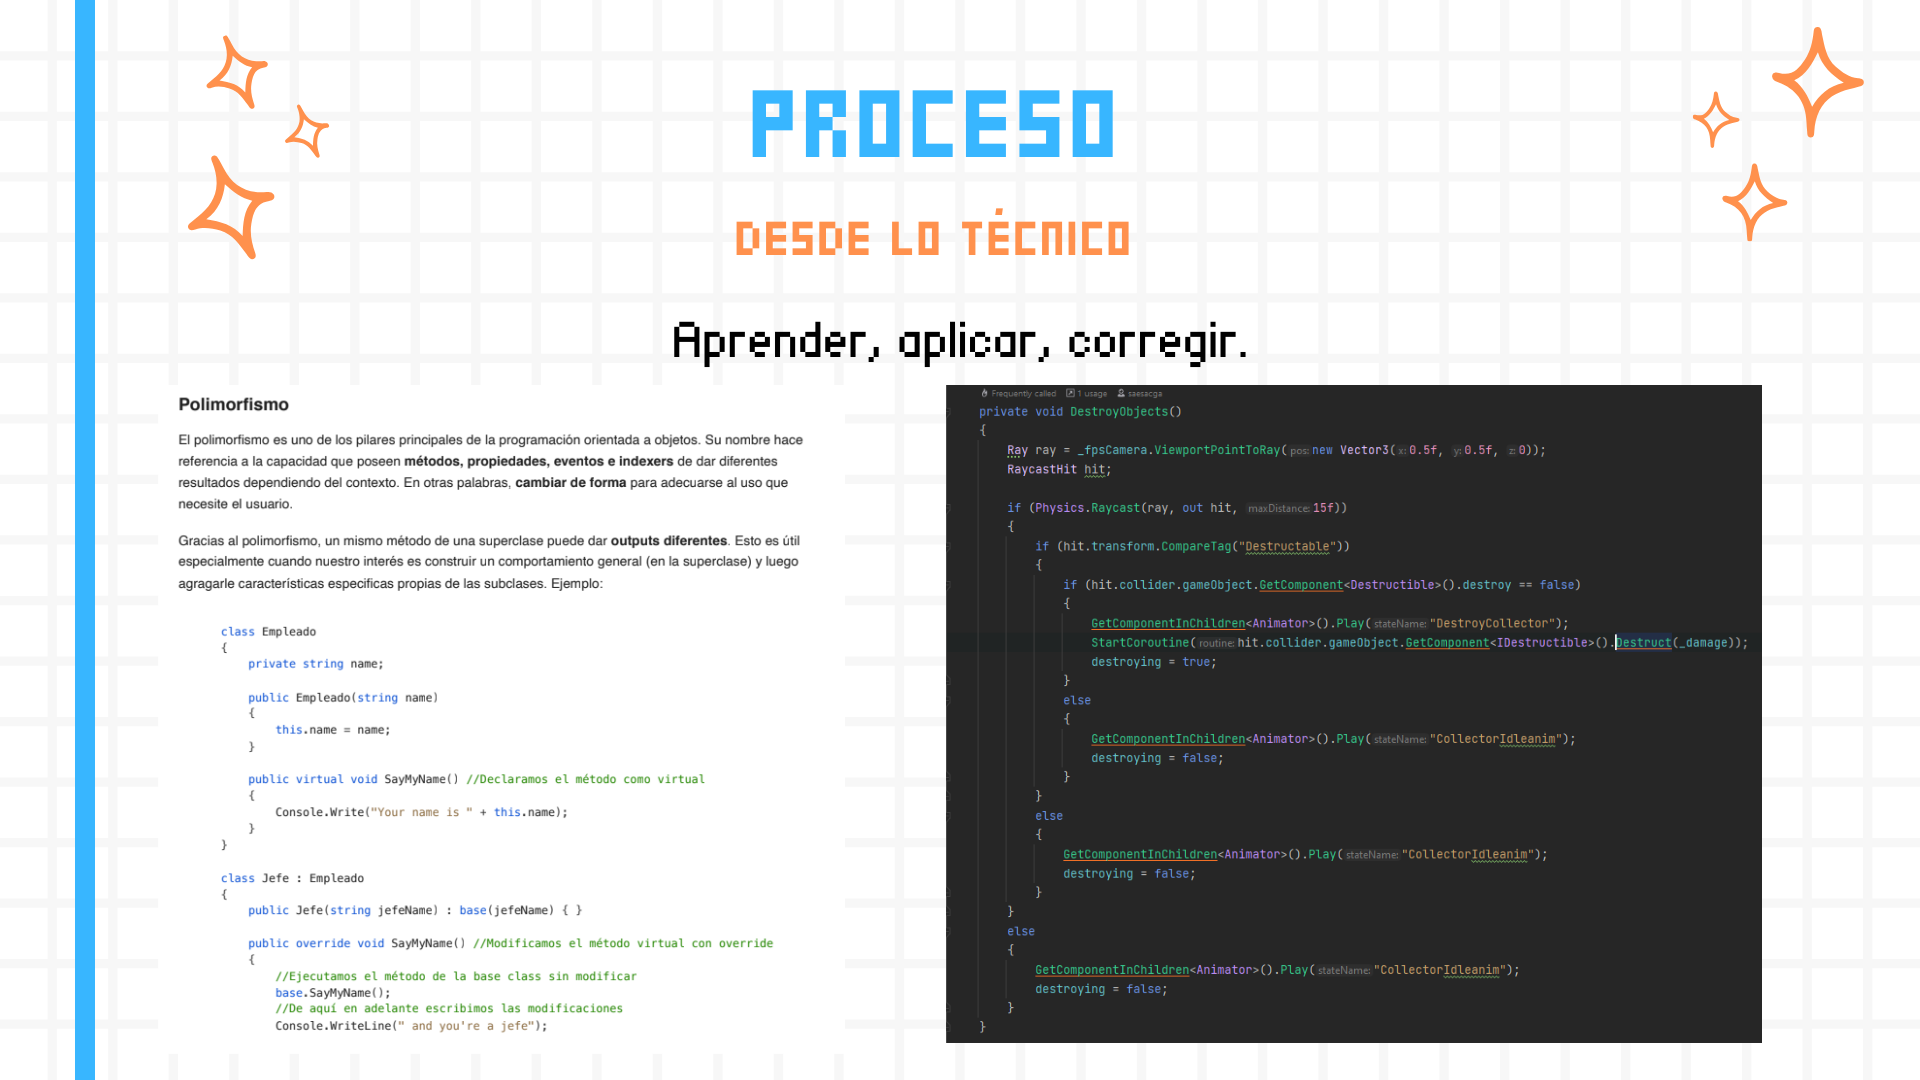 PROCESO
DESDE LO TÉCNICO
Aprender, aplicar, corregir.
Polimorfismo
El polimorfismo es uno de los pilares principales de la programación orientada a objetos. Su nombre hace
referencia a la capacidad que poseen métodos, propiedades, eventos e indexers de dar diferentes
resultados dependiendo del contexto. En otras palabras, cambiar de forma para adecuarse al uso que
necesite el usuario.
Gracias al polimorfismo, un mismo método de una superclase puede dar outputs diferentes. Esto es útil
especialmente cuando nuestro interés es construir un comportamiento general (en la superclase) y luego
agragarle características especificas propias de las subclases. Ejemplo:
class Empleado
{
private string name;
public Empleado(string name)
{
this.name = name;
}
public virtual void SayMyName() //Declaramos el método como virtual
{
Console.Write("Your name is " + this.name);
}
}
class Jefe : Empleado
{
public Jefe(string jefeName) : base(jefeName) { }
public override void SayMyName() //Modificamos el método virtual con override
{
//Ejecutamos el método de la base class sin modificar
base.SayMyName();
//De aquí en adelante escribimos las modificaciones
Console.WriteLine(" and you're a jefe");
Frequently called 1 usage saesacga
private void DestroyObjects()
{
Ray ray = _fpsCamera.ViewportPointToRay(pos: new Vector3(x: 0.5f, y: 0.5f, z: 0));
RaycastHit hit;
if (Physics.Raycast(ray, out hit, maxDistance: 15f))
{
if (hit.transform.CompareTag("Destructable"))
{
if (hit.collider.gameObject.GetComponent<Destructible>().destroy == false)
{
GetComponentInChildren<Animator>().Play(stateName: "DestroyCollector");
StartCoroutine(routine: hit.collider.gameObject.GetComponent<IDestructible>().Destruct(_damage));
destroying = true;
}
else
{
GetComponentInChildren<Animator>().Play(stateName: "CollectorIdleanim");
destroying = false;
}
}
else
{
GetComponentInChildren<Animator>().Play(stateName: "CollectorIdleanim");
destroying = false;
}
}
else
{
GetComponentInChildren<Animator>().Play(stateName: "CollectorIdleanim");
destroying = false;
}
}